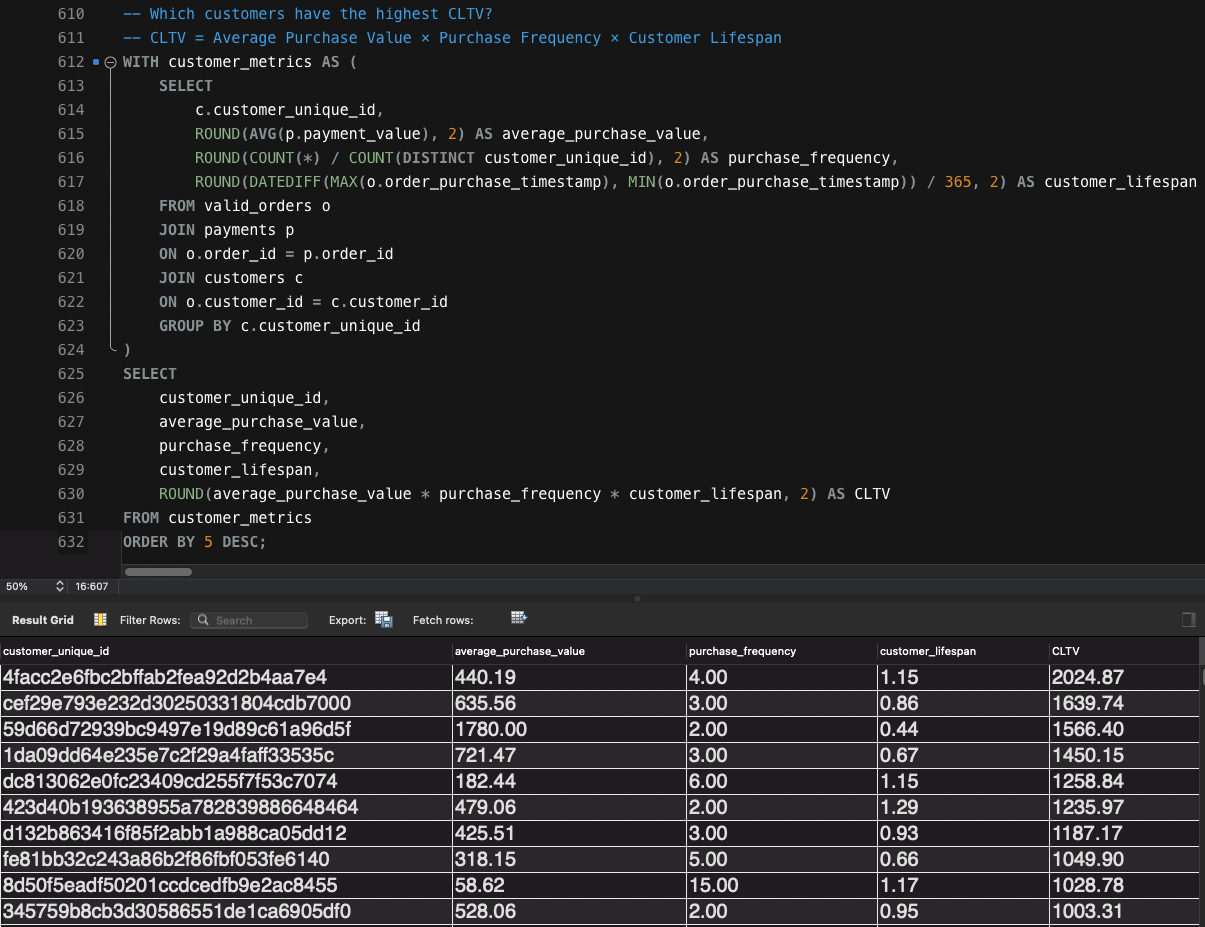 610 -- Which customers have the highest CLTV?
611 -- CLTV = Average Purchase Value × Purchase Frequency × Customer Lifespan
612 WITH customer_metrics AS (
613 SELECT
614 c.customer_unique_id,
615 ROUND(AVG(p.payment_value), 2) AS average_purchase_value,
616 ROUND(COUNT(*) / COUNT(DISTINCT customer_unique_id), 2) AS purchase_frequency,
617 ROUND(DATEDIFF(MAX(o.order_purchase_timestamp), MIN(o.order_purchase_timestamp)) / 365, 2) AS customer_lifespan
618 FROM valid_orders o
619 JOIN payments p
620 ON o.order_id = p.order_id
621 JOIN customers c
622 ON o.customer_id = c.customer_id
623 GROUP BY c.customer_unique_id
624 )
625 SELECT
626 customer_unique_id,
627 average_purchase_value,
628 purchase_frequency,
629 customer_lifespan,
630 ROUND(average_purchase_value * purchase_frequency * customer_lifespan, 2) AS CLTV
631 FROM customer_metrics
632 ORDER BY 5 DESC;
50% 16:607
Result Grid Filter Rows: Search Export: Fetch rows:
customer_unique_id average_purchase_value purchase_frequency customer_lifespan CLTV
4facc2e6fbc2bffab2fea92d2b4aa7e4 440.19 4.00 1.15 2024.87
cef29e793e232d30250331804cdb7000 635.56 3.00 0.86 1639.74
59d66d72939bc9497e19d89c61a96d5f 1780.00 2.00 0.44 1566.40
1da09dd64e235e7c2f29a4faff33535c 721.47 3.00 0.67 1450.15
dc813062e0fc23409cd255f7f53c7074 182.44 6.00 1.15 1258.84
423d40b193638955a782839886648464 479.06 2.00 1.29 1235.97
d132b863416f85f2abb1a988ca05dd12 425.51 3.00 0.93 1187.17
fe81bb32c243a86b2f86fbf053fe6140 318.15 5.00 0.66 1049.90
8d50f5eadf50201ccdcedfb9e2ac8455 58.62 15.00 1.17 1028.78
345759b8cb3d30586551de1ca6905df0 528.06 2.00 0.95 1003.31